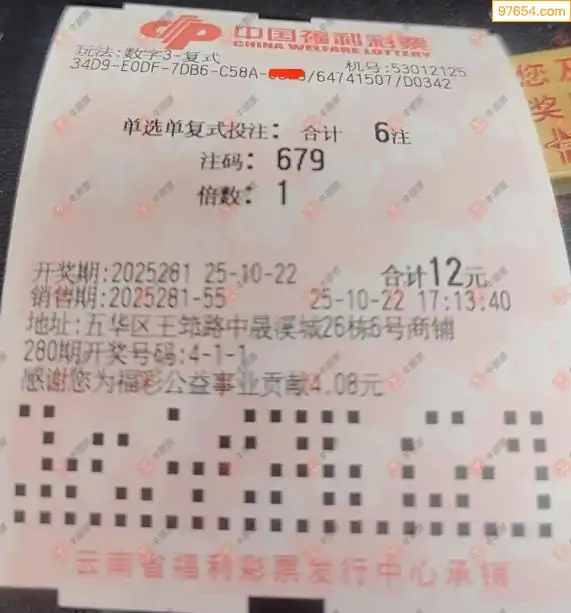 97654.com
中国福利彩票
CHINA WELFARE LOTTERY
玩法:数字3-复式
机号:53012125
34D9-E0DF-7DB6-C58A- /64741507/D0342
单选单复式投注: 合计 6注
注码: 679
倍数: 1
开奖期:2025281 25-10-22 合计12元
销售期:2025281-55 25-10-22 17:13:40
地址:五华区王筇路中晟溪城26栋6号商铺
280期开奖号码:4-1-1
感谢您为福彩公益事业贡献4.08元
云南省福利彩票发行中心承销
您及
奖